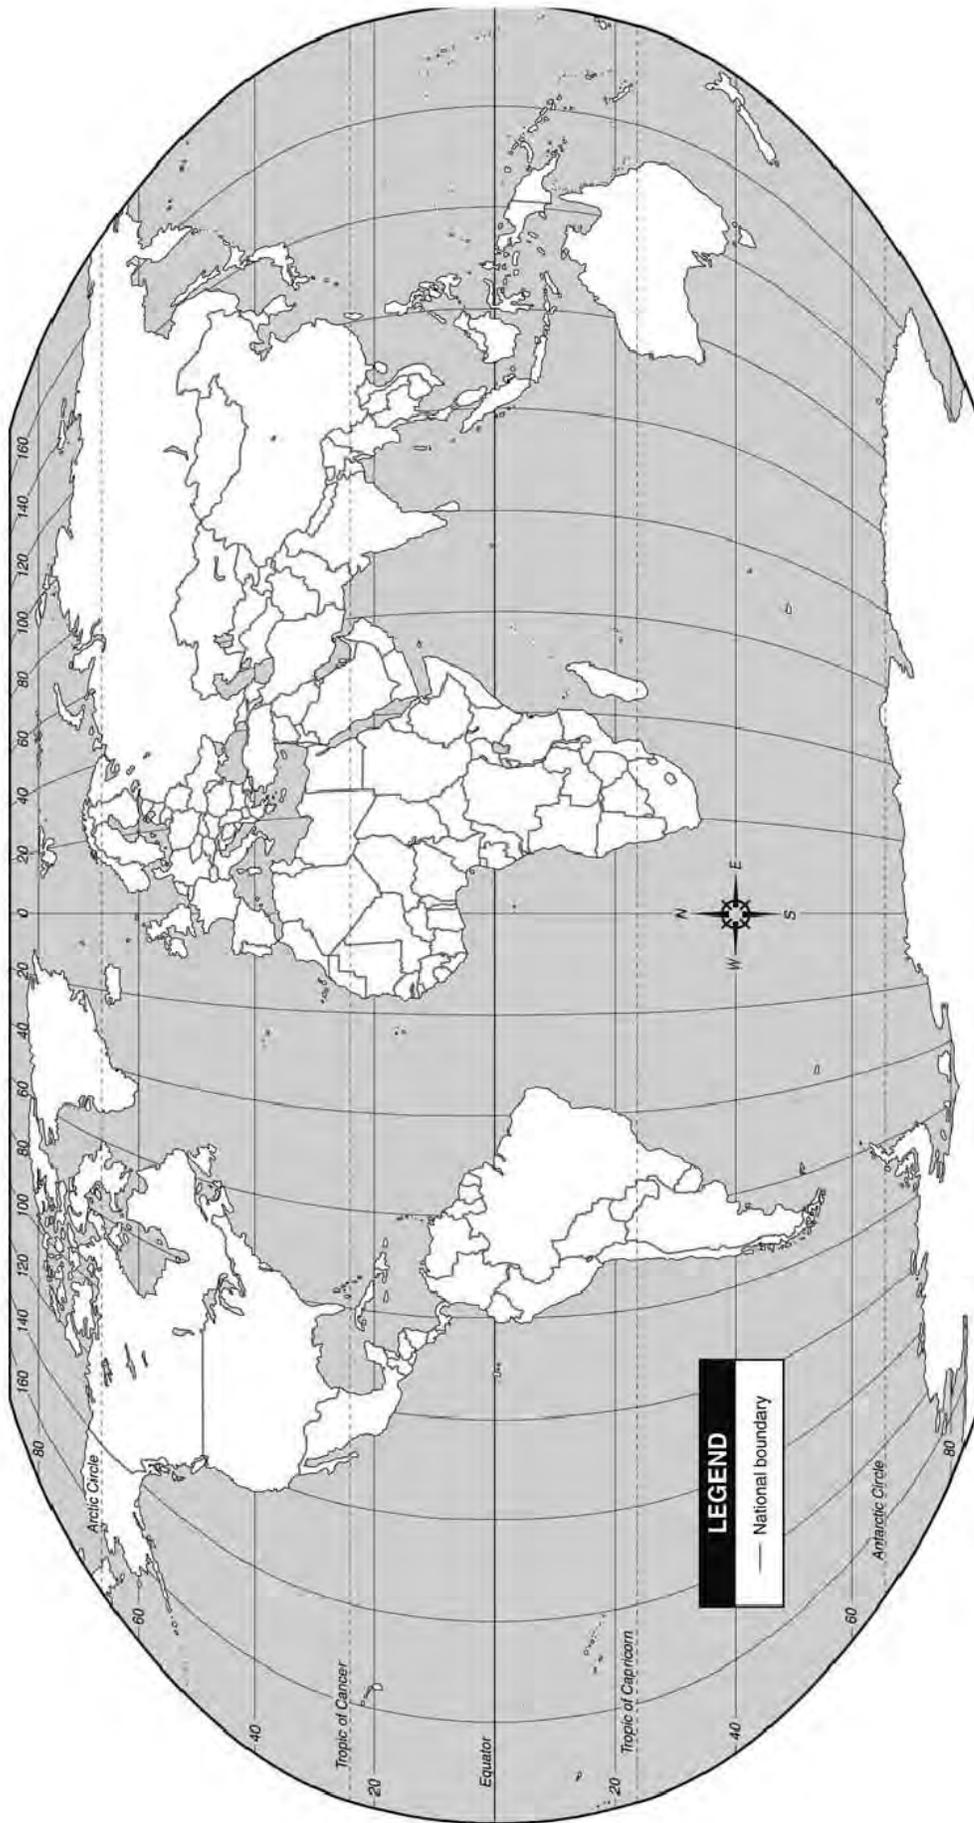 160
140
120
100
80
60
40
20
0
20
40
60
80
100
120
140
160
80
Arctic Circle
60
40
Tropic of Cancer
20
Equator
20
Tropic of Capricorn
40
60
Antarctic Circle
80
N
W
E
S
LEGEND
National boundary